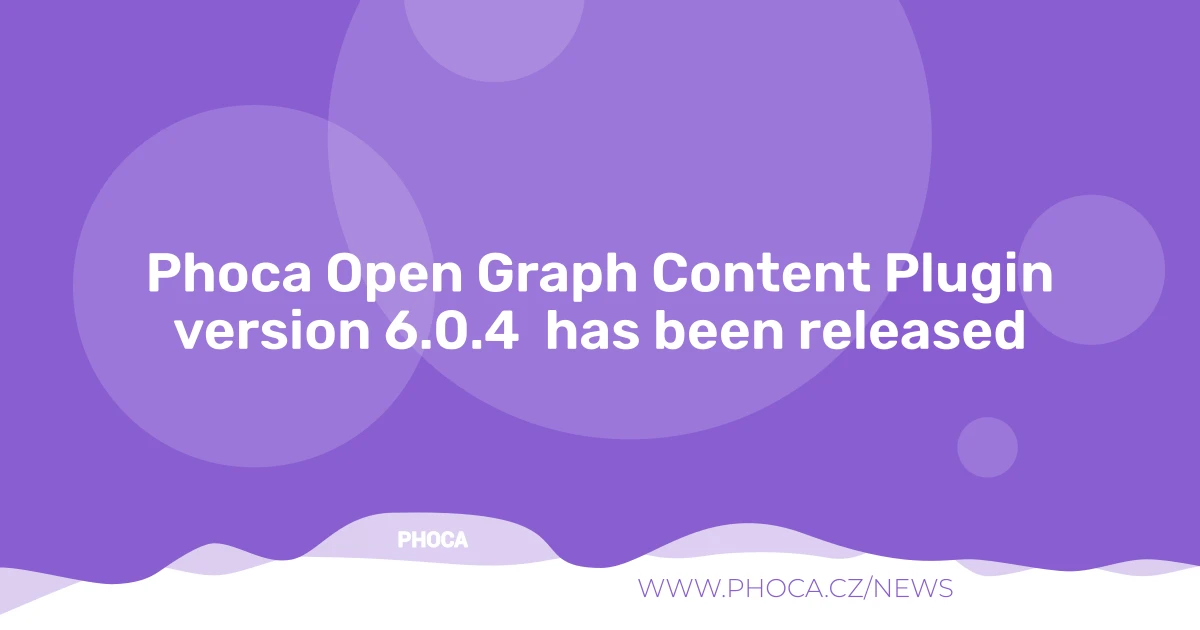 Phoca Open Graph Content Plugin
version 6.0.4  has been released
PHOCA
WWW.PHOCA.CZ/NEWS